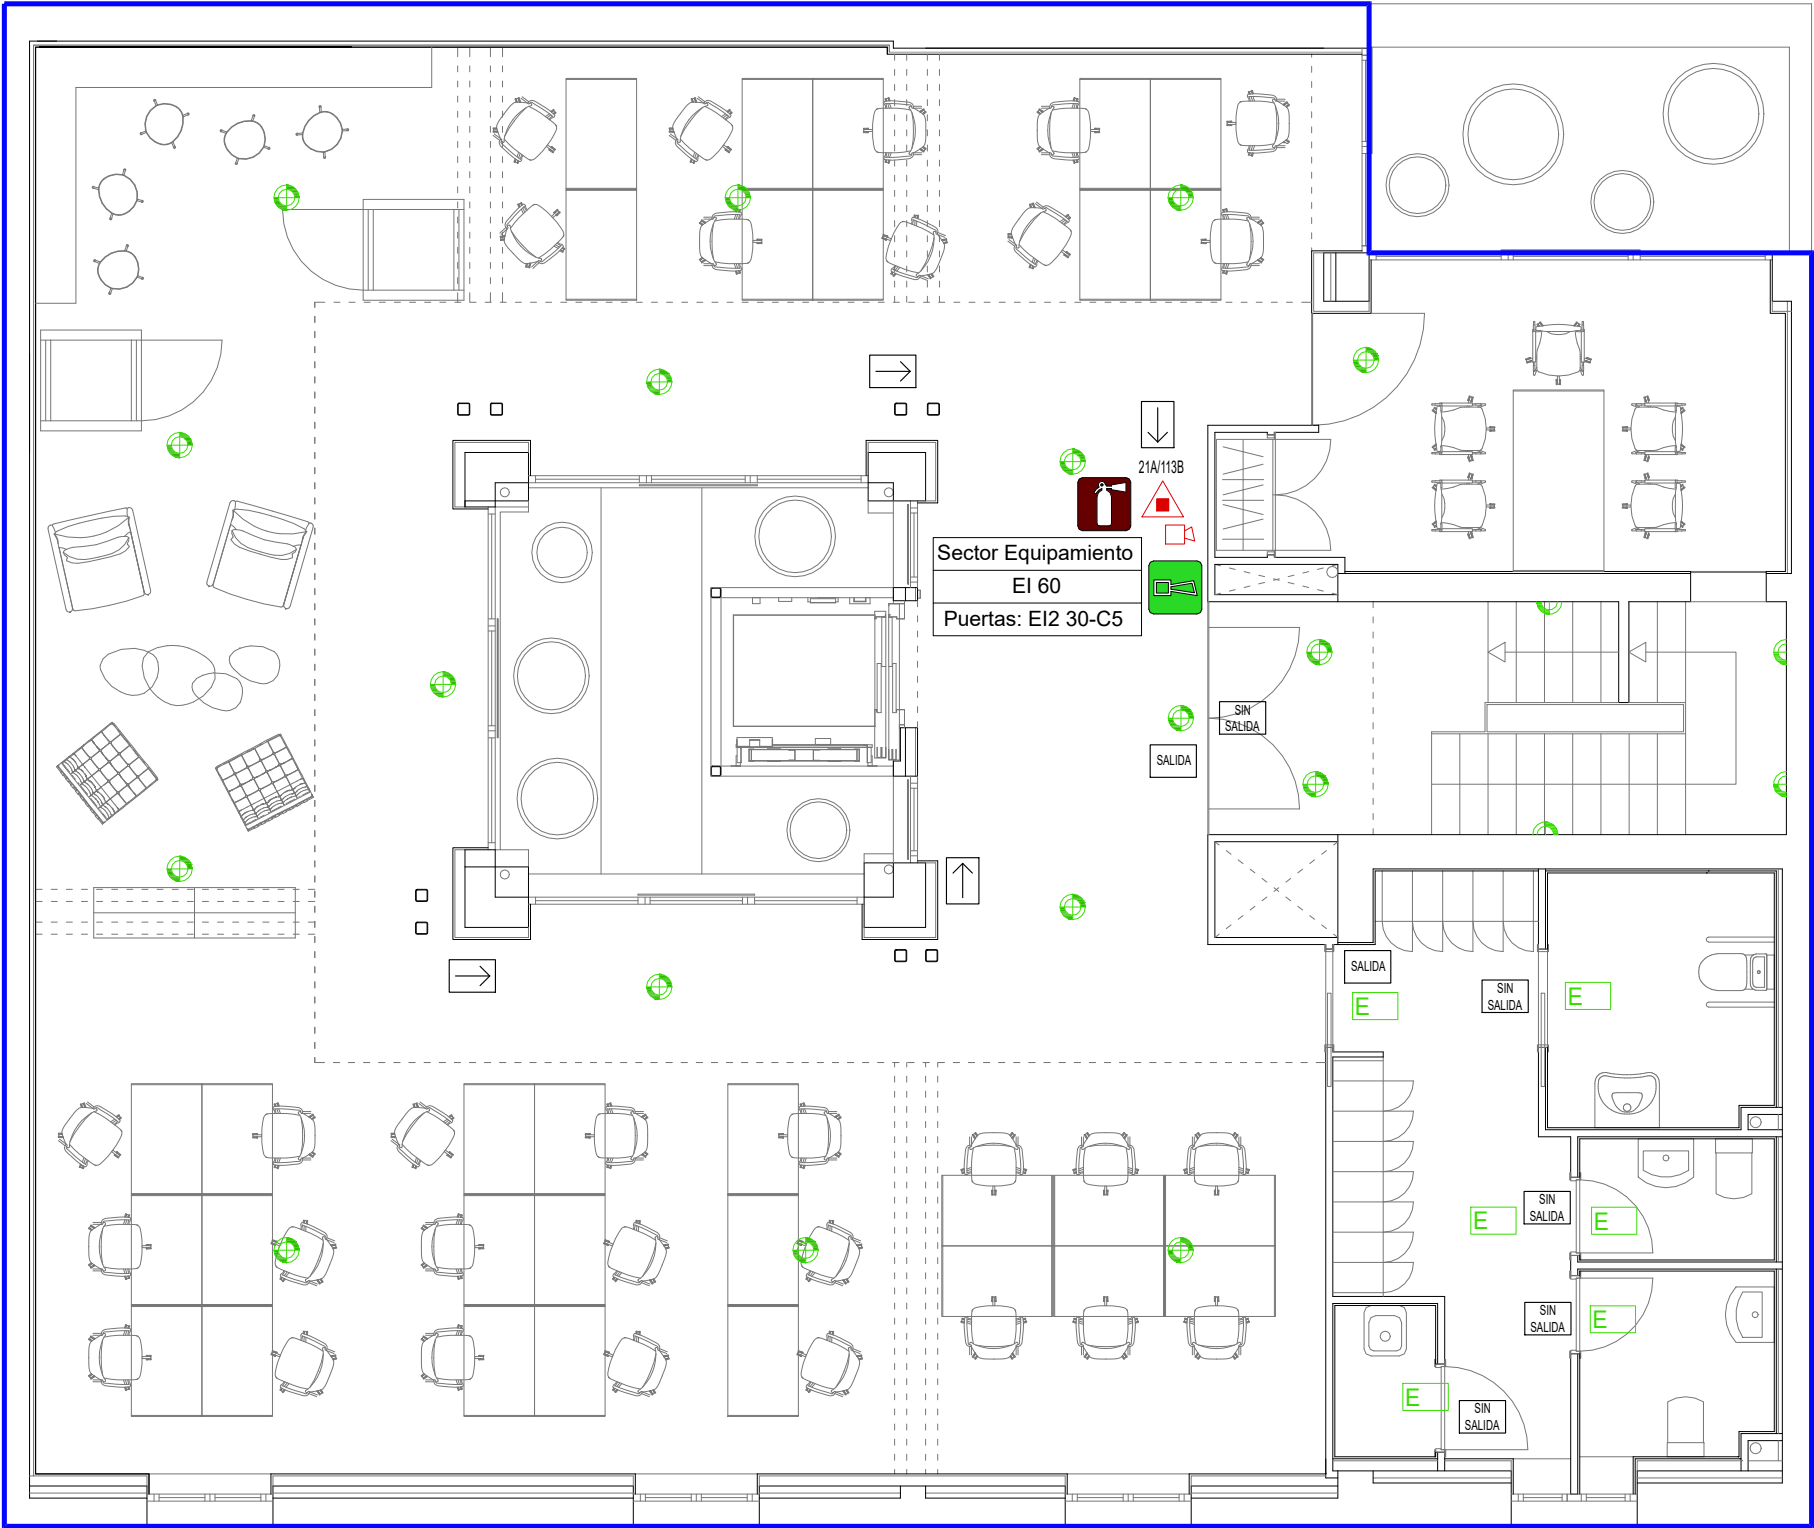 21A/113B
Sector Equipamiento
EI 60
Puertas: EI2 30-C5
SIN
SALIDA
SALIDA
SALIDA
E
SIN
SALIDA
E
SIN
SALIDA
E
E
SIN
SALIDA
E
E
SIN
SALIDA